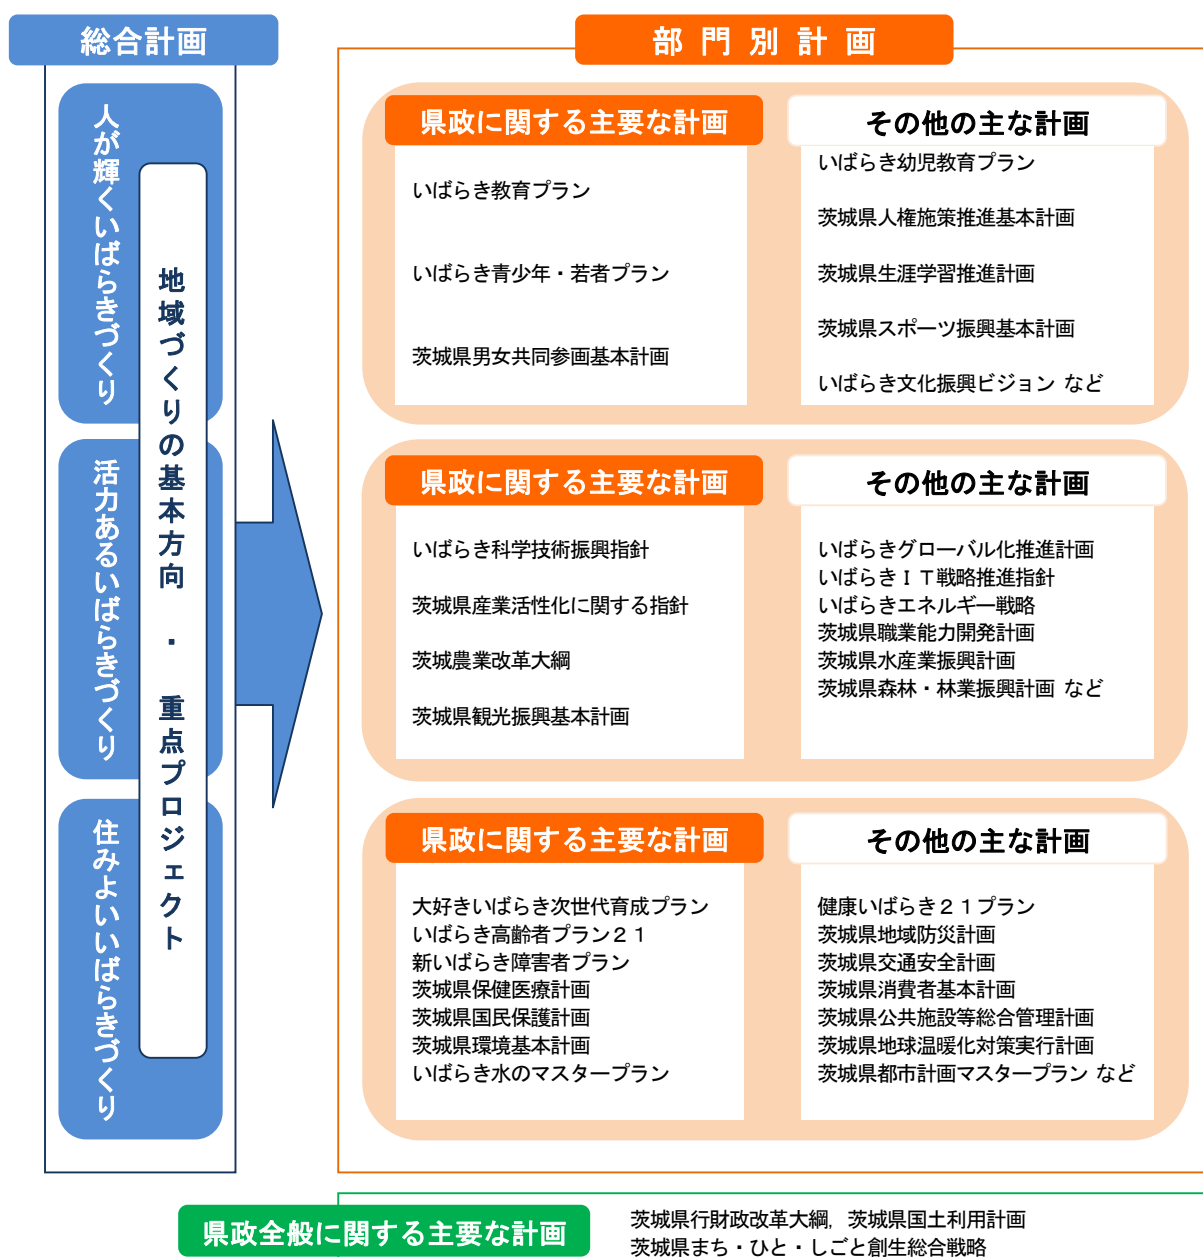 総合計画
人が輝くいばらきづくり
活力あるいばらきづくり
住みよいいばらきづくり
地域づくりの基本方向 ・ 重点プロジェクト
部門別計画
県政に関する主要な計画
いばらき教育プラン
いばらき青少年・若者プラン
茨城県男女共同参画基本計画
その他の主な計画
いばらき幼児教育プラン
茨城県人権施策推進基本計画
茨城県生涯学習推進計画
茨城県スポーツ振興基本計画
いばらき文化振興ビジョン など
県政に関する主要な計画
いばらき科学技術振興指針
茨城県産業活性化に関する指針
茨城農業改革大綱
茨城県観光振興基本計画
その他の主な計画
いばらきグローバル化推進計画
いばらきＩＴ戦略推進指針
いばらきエネルギー戦略
茨城県職業能力開発計画
茨城県水産業振興計画
茨城県森林・林業振興計画 など
県政に関する主要な計画
大好きいばらき次世代育成プラン
いばらき高齢者プラン２１
新いばらき障害者プラン
茨城県保健医療計画
茨城県国民保護計画
茨城県環境基本計画
いばらき水のマスタープラン
その他の主な計画
健康いばらき２１プラン
茨城県地域防災計画
茨城県交通安全計画
茨城県消費者基本計画
茨城県公共施設等総合管理計画
茨城県地球温暖化対策実行計画
茨城県都市計画マスタープラン など
県政全般に関する主要な計画
茨城県行財政改革大綱，茨城県国土利用計画
茨城県まち・ひと・しごと創生総合戦略